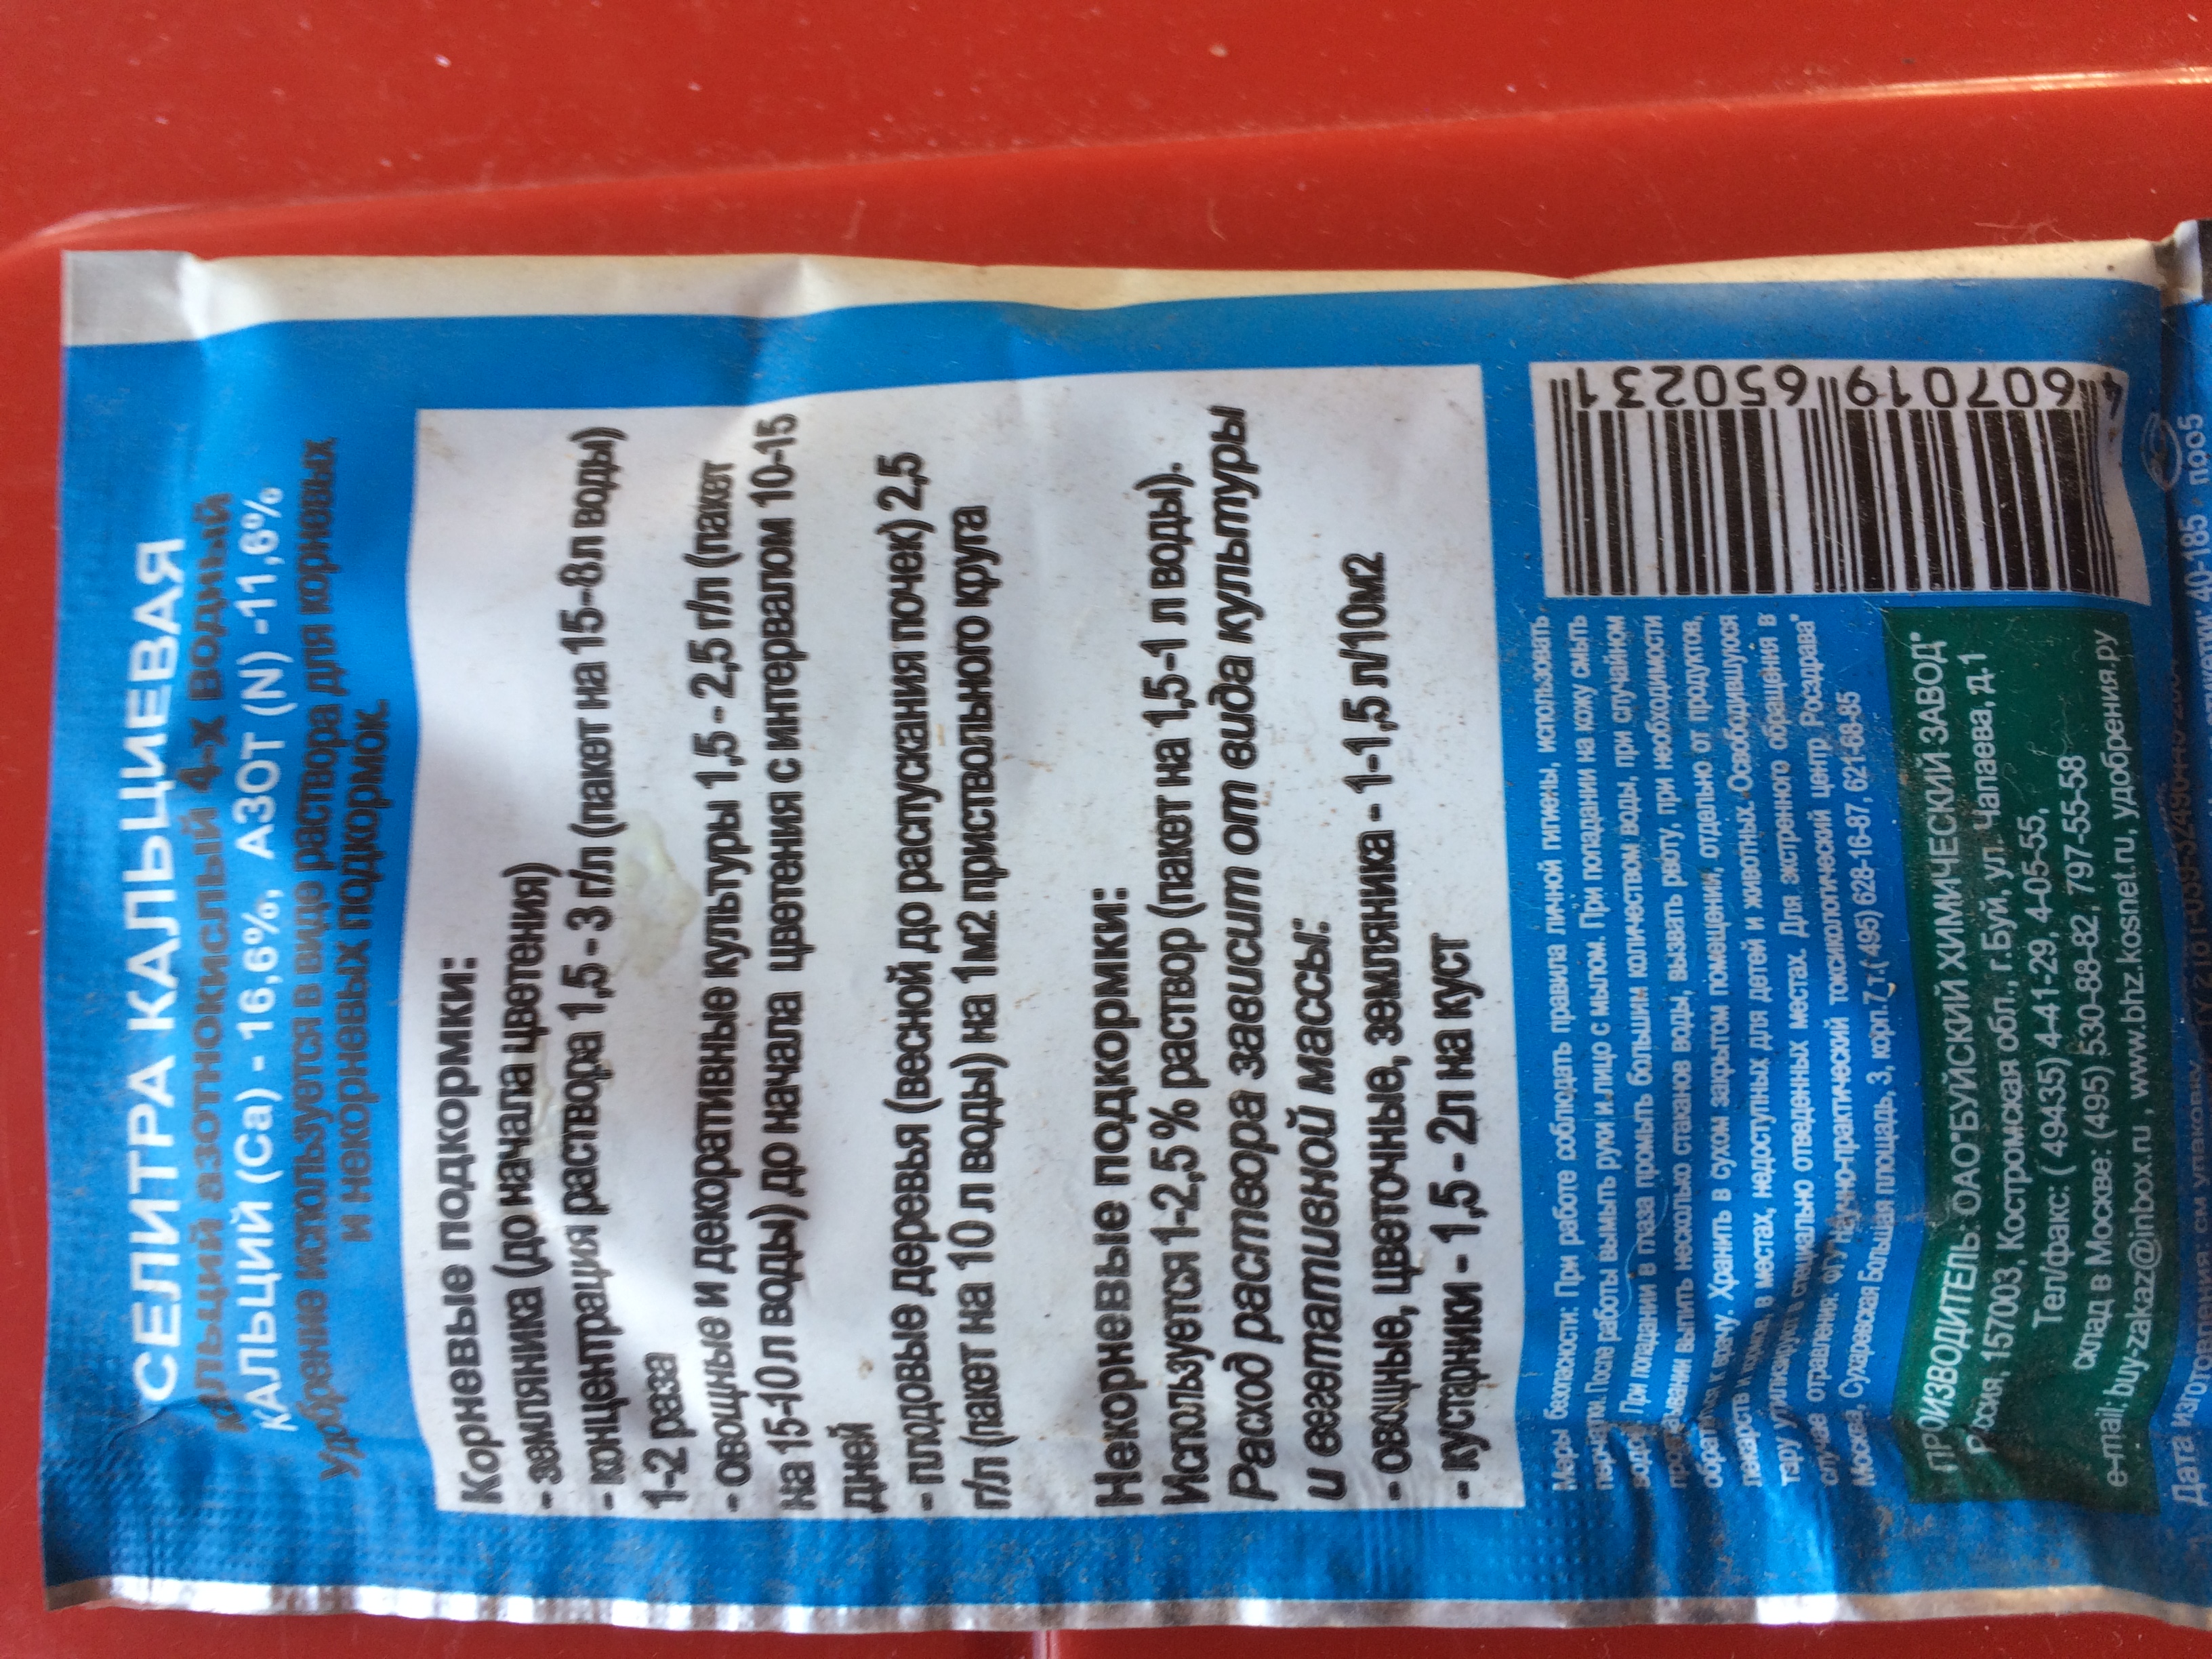 СЕЛИТРА КАЛЬЦИЕВАЯ
кальций азотнокислый 4-х водный
КАЛЬЦИЙ (Ca) - 16,6%, АЗОТ (N) -11,6%
Удобрение используется в виде раствора для корневых
и некорневых подкормок.
Корневые подкормки:
- земляника (до начала цветения)
- концентрация раствора 1,5 - 3 г/л (пакет на 15-8л воды)
1-2 раза
- овощные и декоративные культуры 1,5 - 2,5 г/л (пакет
на 15-10 л воды) до начала цветения с интервалом 10-15
дней
- плодовые деревья (весной до распускания почек) 2,5
г/л (пакет на 10 л воды) на 1м2 приствольного круга
Некорневые подкормки:
Используется 1-2,5 % раствор (пакет на 1,5-1 л воды).
Расход раствора зависит от вида культуры
и вегетативной массы:
- овощные, цветочные, земляника - 1-1,5 л/10м2
- кустарники - 1,5 - 2л на куст
Меры безопасности: При работе соблюдать правила личной гигиены, использовать
перчатки. После работы вымыть руки и лицо с мылом. При попадании на кожу смыть
водой. При попадании в глаза промыть большим количеством воды, при случайном
проглатывании выпить несколько стаканов воды, вызвать рвоту, при необходимости
обратиться к врачу. Хранить в сухом закрытом помещении, отдельно от продуктов,
лекарств и кормов, в местах, недоступных для детей и животных. Освободившуюся
тару утилизируют в специально отведенных местах. Для экстренного обращения в
случае отравления: ФГУ "Научно-практический токсикологический центр Росздрава"
Москва, Сухаревская Большая площадь, 3, корп. 7 т.( 495) 628-16-87, 621-68-85
4 607019 650231
ПРОИЗВОДИТЕЛЬ: ОАО"БУЙСКИЙ ХИМИЧЕСКИЙ ЗАВОД"
Россия, 157003, Костромская обл., г.Буй, ул. Чапаева, д.1
Тел/факс: ( 49435) 4-41-29, 4-05-55,
склад в Москве: (495) 530-88-82, 797-55-58
e-mail; buy-zakaz@inbox.ru , www.bhz.kosnet.ru, удобрения.ру